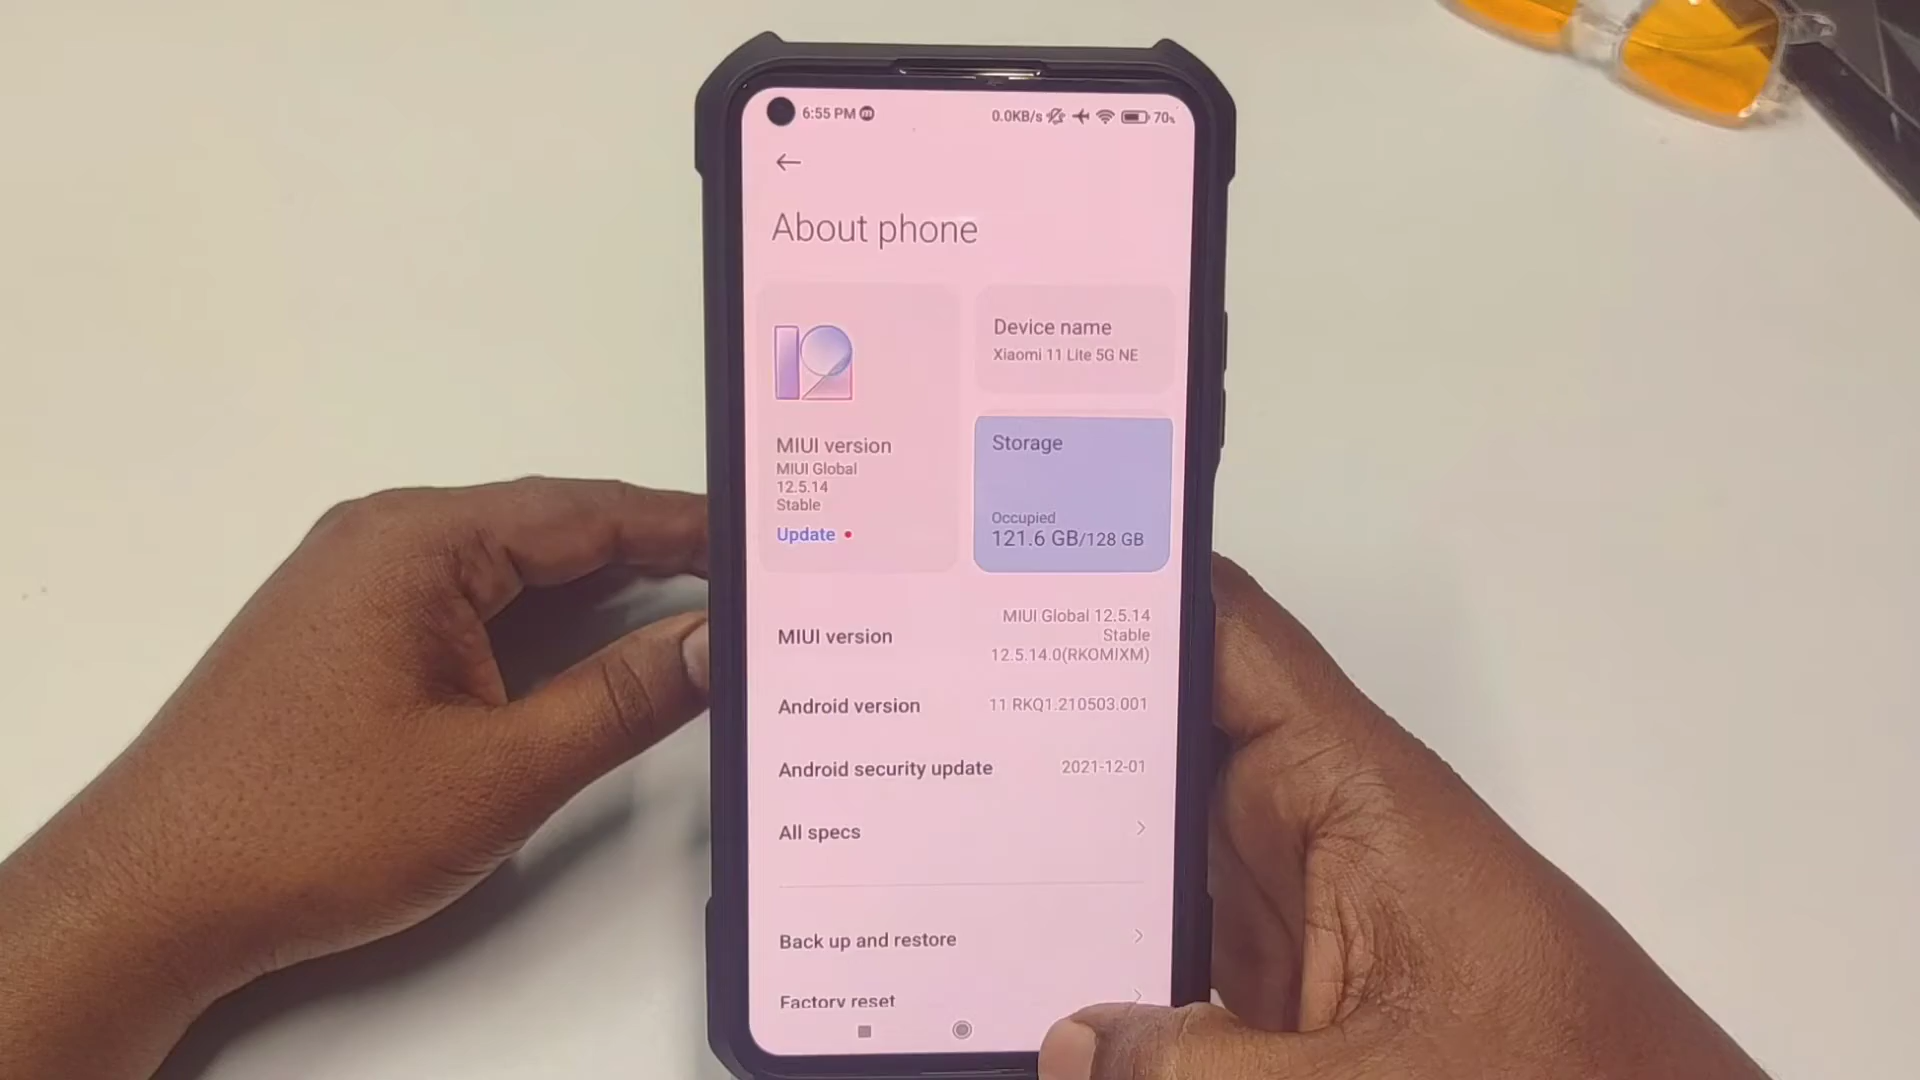 6:55 PM
0.0KB/s 70%
About phone
12
MIUI version
MIUI Global
12.5.14
Stable
Update
Device name
Xiaomi 11 Lite 5G NE
Storage
Occupied
121.6 GB/128 GB
MIUI version
MIUI Global 12.5.14
Stable
12.5.14.0(RKOMIXM)
Android version
11 RKQ1.210503.001
Android security update
2021-12-01
All specs
Back up and restore
Factory reset